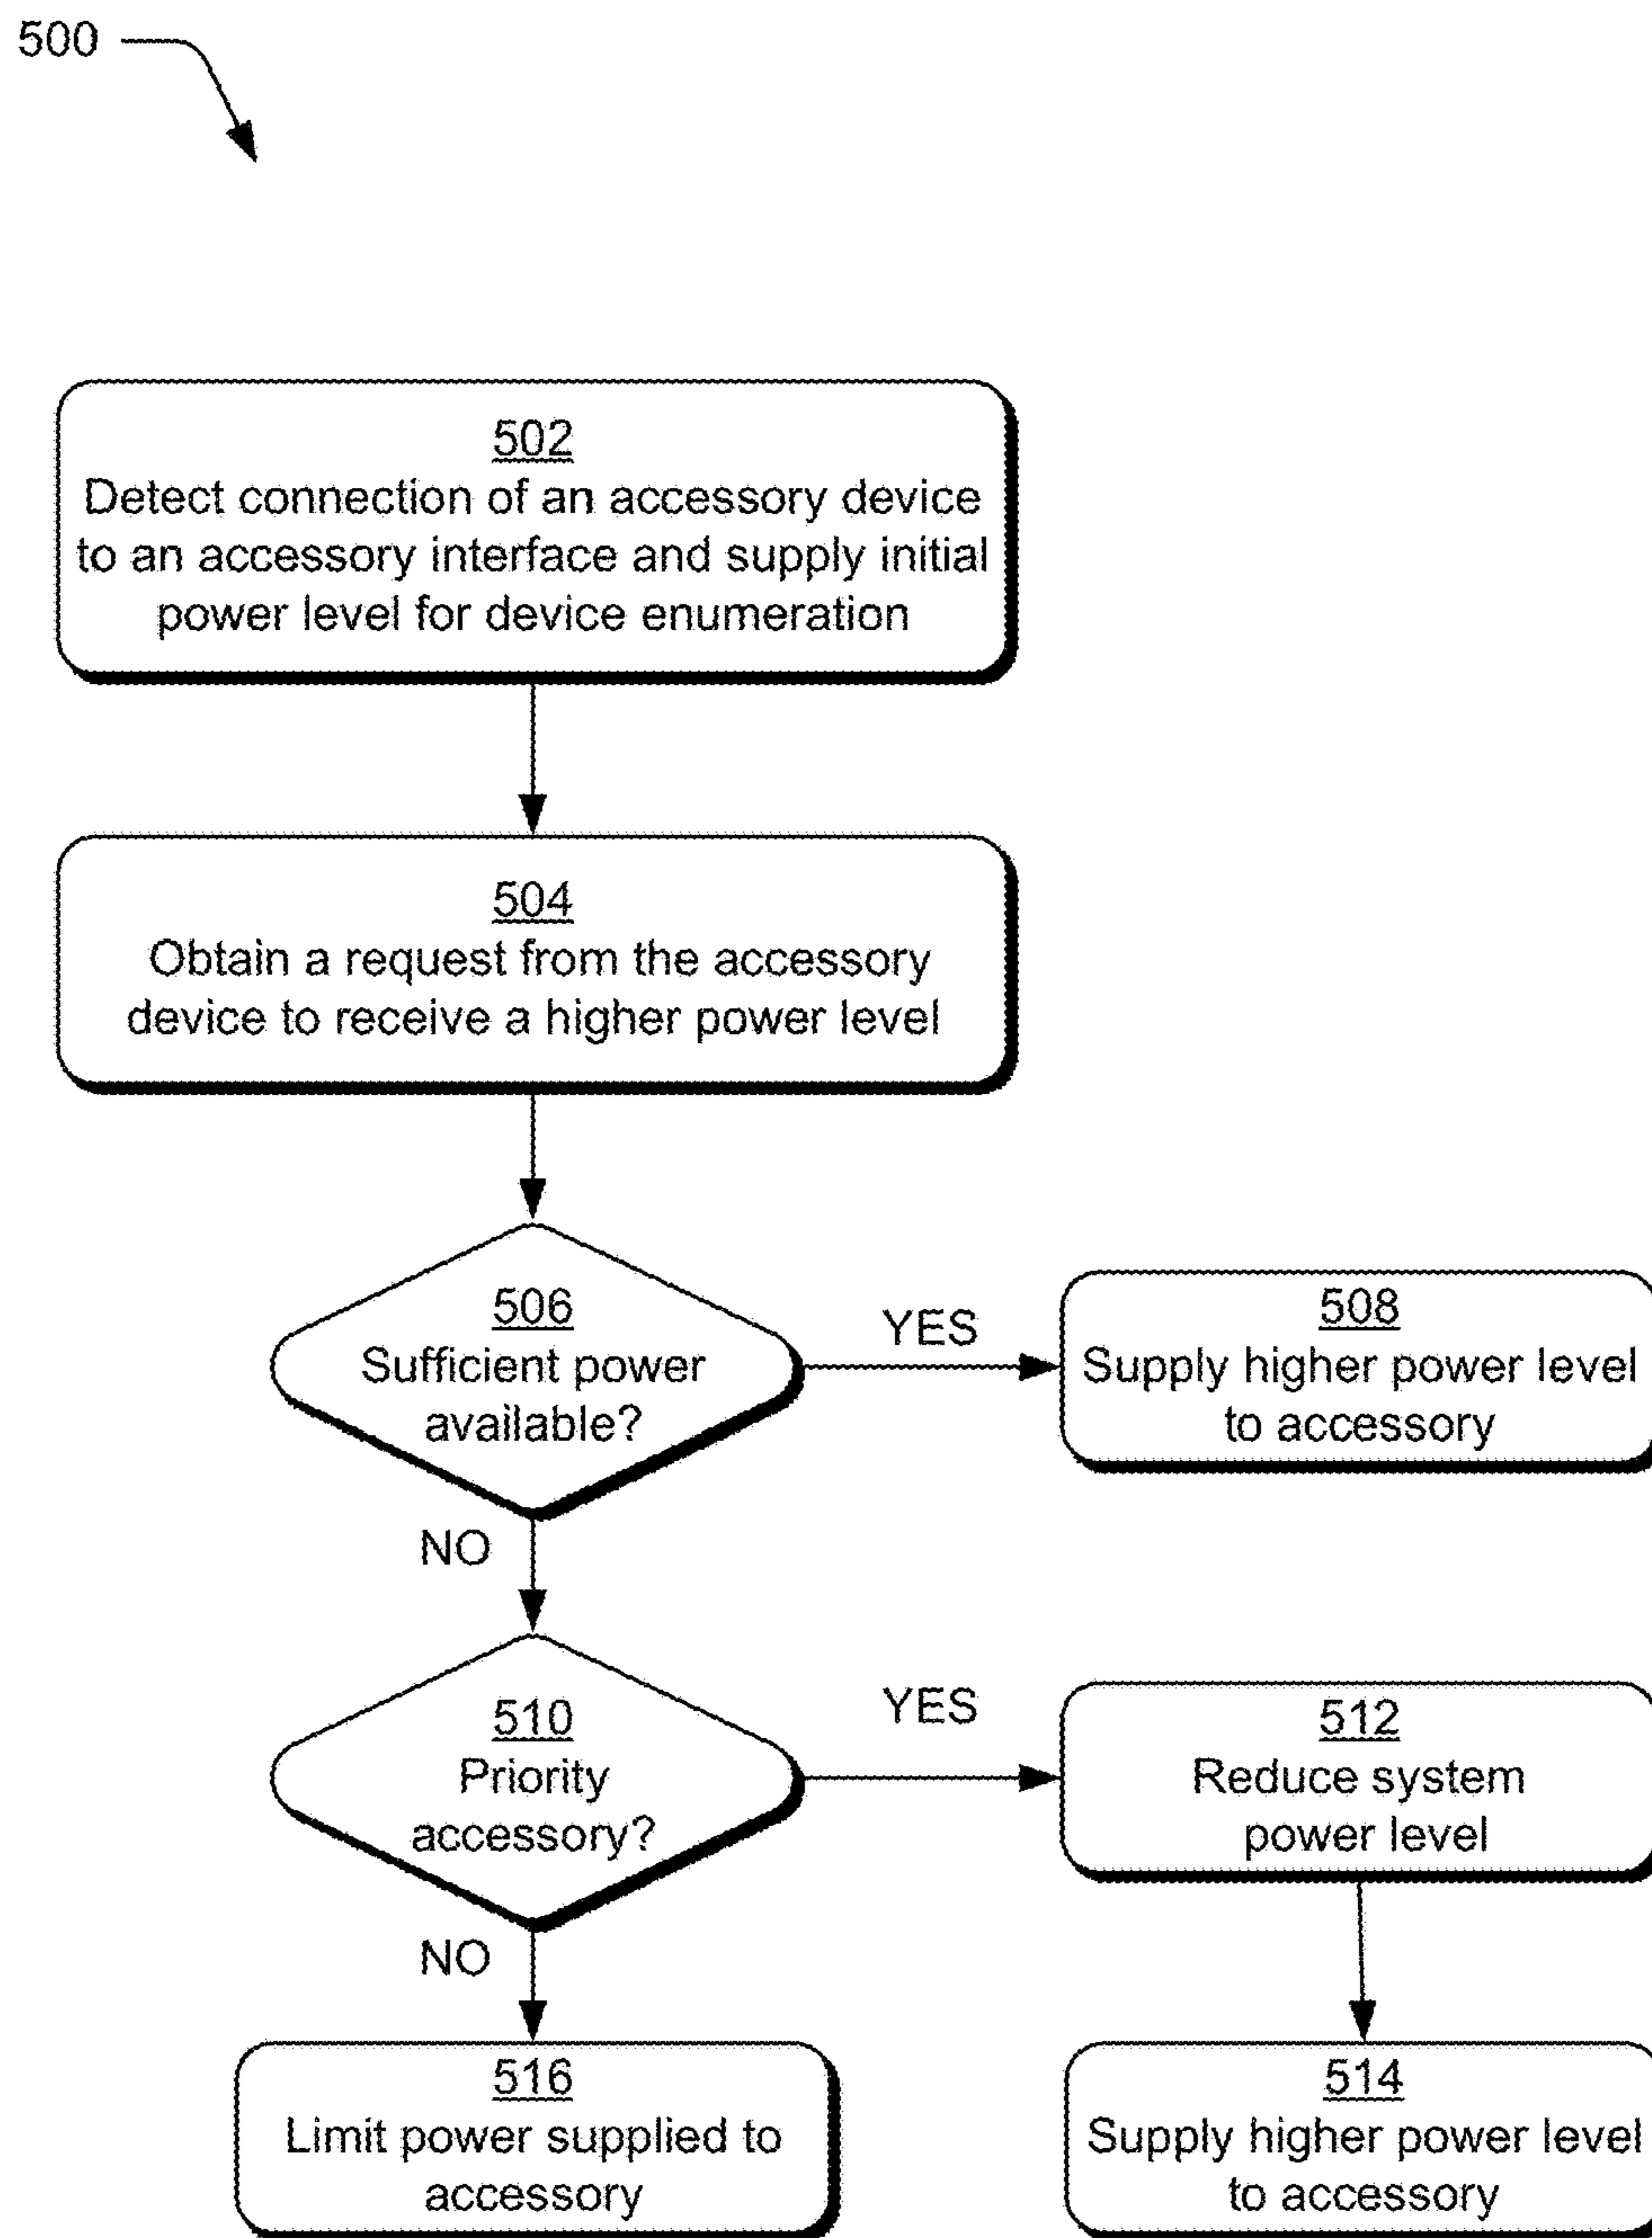 500
502
Detect connection of an accessory device
to an accessory interface and supply initial
power level for device enumeration
504
Obtain a request from the accessory
device to receive a higher power level
506
Sufficient power
available?
YES
508
Supply higher power level
to accessory
NO
510
Priority
accessory?
YES
512
Reduce system
power level
NO
516
Limit power supplied to
accessory
514
Supply higher power level
to accessory